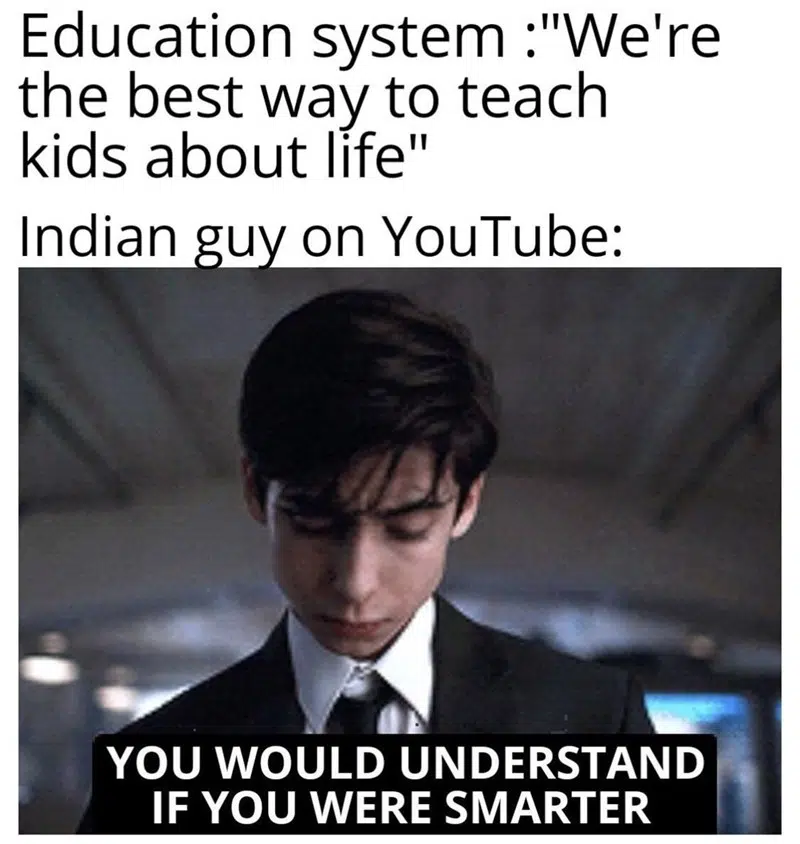 Education system :"We're
the best way to teach
kids about life"
Indian guy on YouTube:
YOU WOULD UNDERSTAND
IF YOU WERE SMARTER